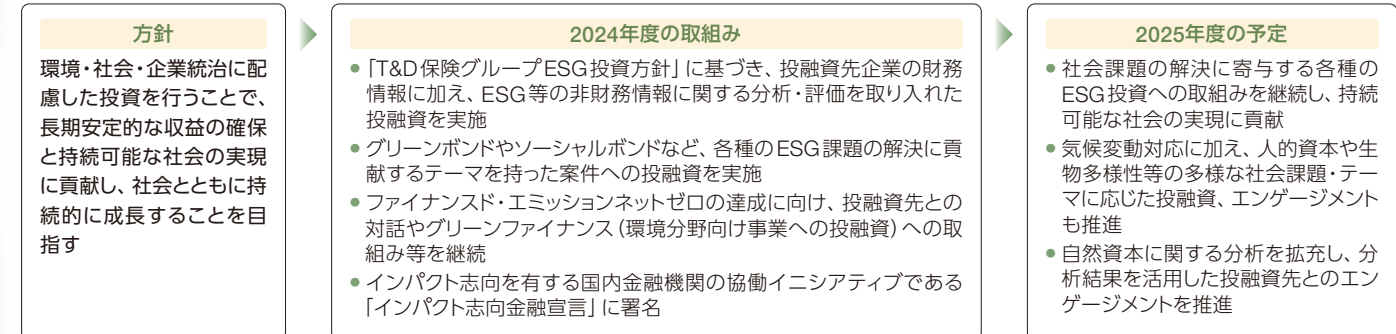 方針
環境・社会・企業統治に配
慮した投資を行うことで、
長期安定的な収益の確保
と持続可能な社会の実現
に貢献し、社会とともに持
続的に成長することを目
指す
2024年度の取組み
●「T&D保険グループESG投資方針」に基づき、投融資先企業の財務
情報に加え、ESG等の非財務情報に関する分析・評価を取り入れた
投融資を実施
●グリーンボンドやソーシャルボンドなど、各種のESG課題の解決に貢
献するテーマを持った案件への投融資を実施
●ファイナンスド・エミッションネットゼロの達成に向け、投融資先との
対話やグリーンファイナンス（環境分野向け事業への投融資）への取
組み等を継続
●インパクト志向を有する国内金融機関の協働イニシアティブである
「インパクト志向金融宣言」に署名
2025年度の予定
●社会課題の解決に寄与する各種の
ESG投資への取組みを継続し、持続
可能な社会の実現に貢献
●気候変動対応に加え、人的資本や生
物多様性等の多様な社会課題・テー
マに応じた投融資、エンゲージメント
も推進
●自然資本に関する分析を拡充し、分
析結果を活用した投融資先とのエン
ゲージメントを推進